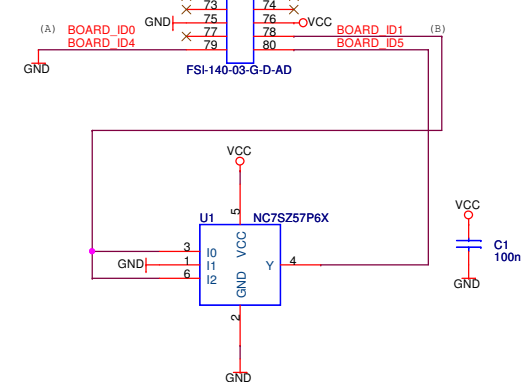 73 74
GND 75 76 VCC
(A) BOARD_ID0 77 78 BOARD_ID1 (B)
BOARD_ID4 79 80 BOARD_ID5
GND
FSI-140-03-G-D-AD
VCC
5
U1 NC7SZ57P6X
VCC
3 I0
GND 1 I1 Y 4
6 I2
GND
2
GND
VCC
C1
100n
GND